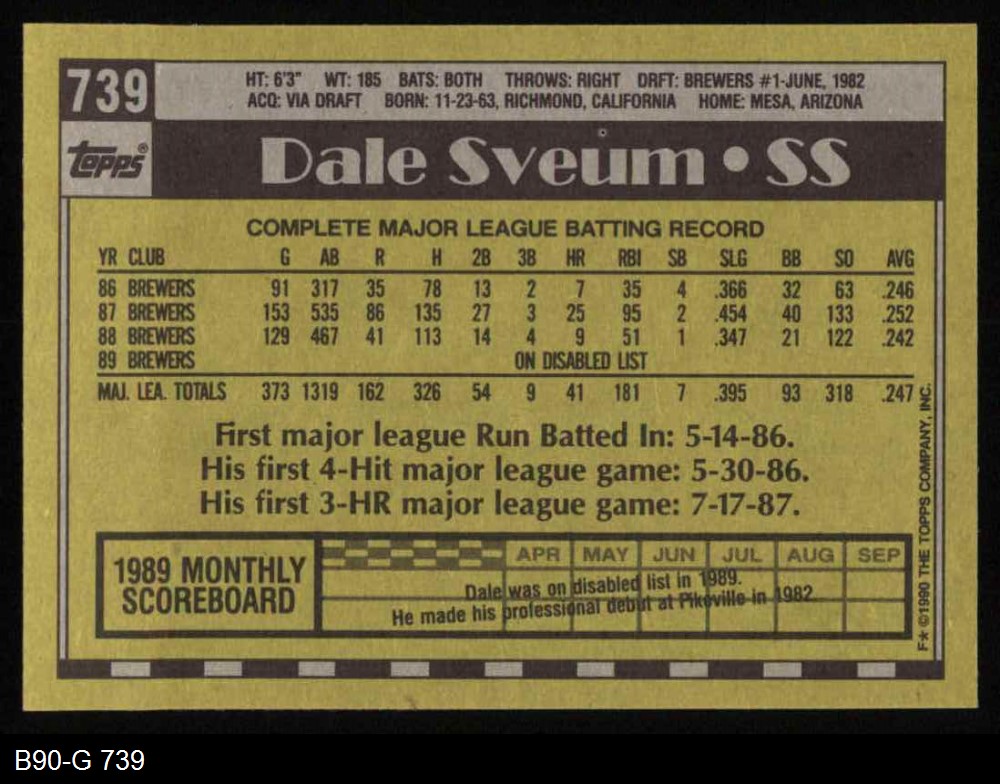 739
HT: 6'3" WT: 185 BATS: BOTH THROWS: RIGHT DRFT: BREWERS #1-JUNE, 1982
ACQ: VIA DRAFT BORN: 11-23-63, RICHMOND, CALIFORNIA HOME: MESA, ARIZONA
topps®
Dale Sveum • SS
COMPLETE MAJOR LEAGUE BATTING RECORD
YR CLUB G AB R H 2B 3B HR RBI SB SLG BB SO AVG
86 BREWERS 91 317 35 78 13 2 7 35 4 .366 32 63 .246
87 BREWERS 153 535 86 135 27 3 25 95 2 .454 40 133 .252
88 BREWERS 129 467 41 113 14 4 9 51 1 .347 21 122 .242
89 BREWERS ON DISABLED LIST
MAJ. LEA. TOTALS 373 1319 162 326 54 9 41 181 7 .395 93 318 .247
First major league Run Batted In: 5-14-86.
His first 4-Hit major league game: 5-30-86.
His first 3-HR major league game: 7-17-87.
1989 MONTHLY
SCOREBOARD
APR MAY JUN JUL AUG SEP
Dale was on disabled list in 1989.
He made his professional debut at Pikeville in 1982
F* ©1990 THE TOPPS COMPANY, INC.
B90-G 739